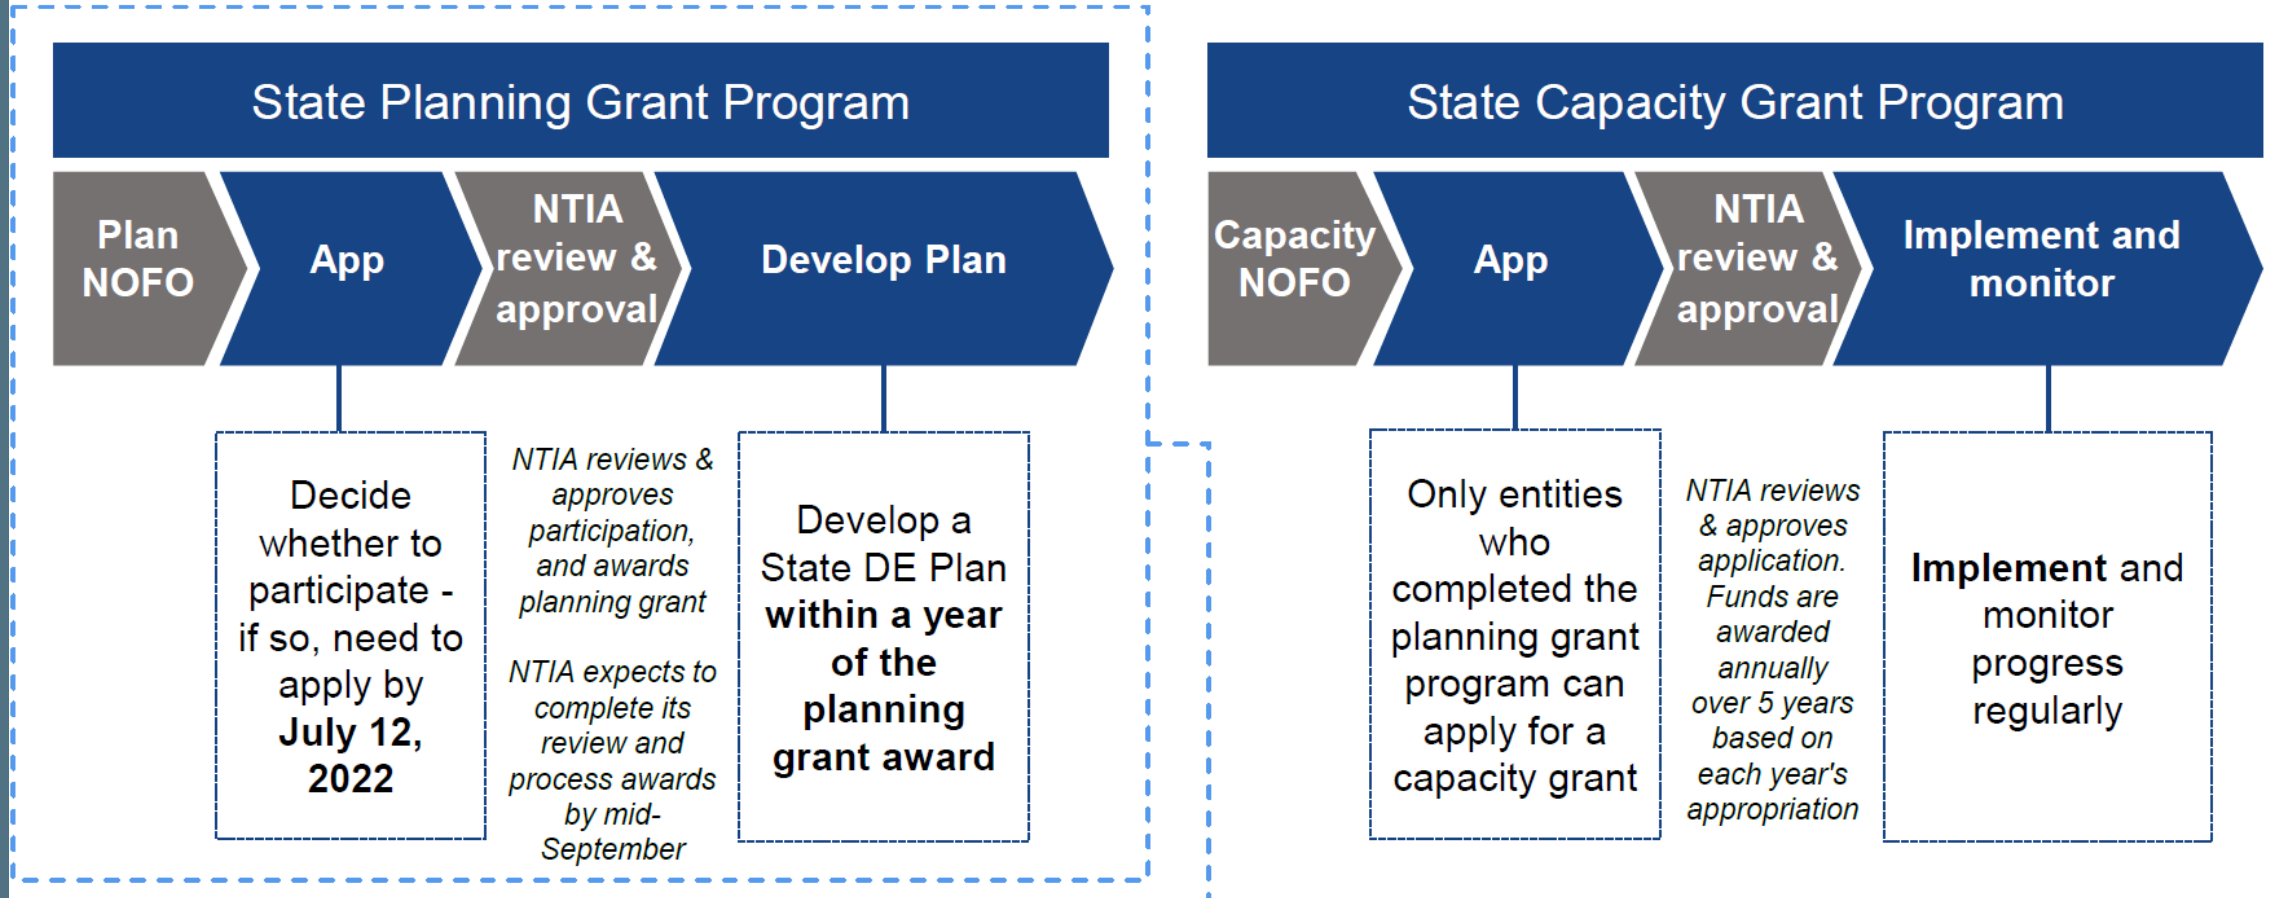 State Planning Grant Program
Plan
NOFO
App
NTIA
review &
approval
Develop Plan
Decide
whether to
participate -
if so, need to
apply by
July 12,
2022
NTIA reviews &
approves
participation,
and awards
planning grant
NTIA expects to
complete its
review and
process awards
by mid-
September
Develop a
State DE Plan
within a year
of the
planning
grant award
State Capacity Grant Program
Capacity
NOFO
App
NTIA
review &
approval
Implement and
monitor
Only entities
who
completed the
planning grant
program can
apply for a
capacity grant
NTIA reviews
& approves
application.
Funds are
awarded
annually
over 5 years
based on
each year's
appropriation
Implement and
monitor
progress
regularly